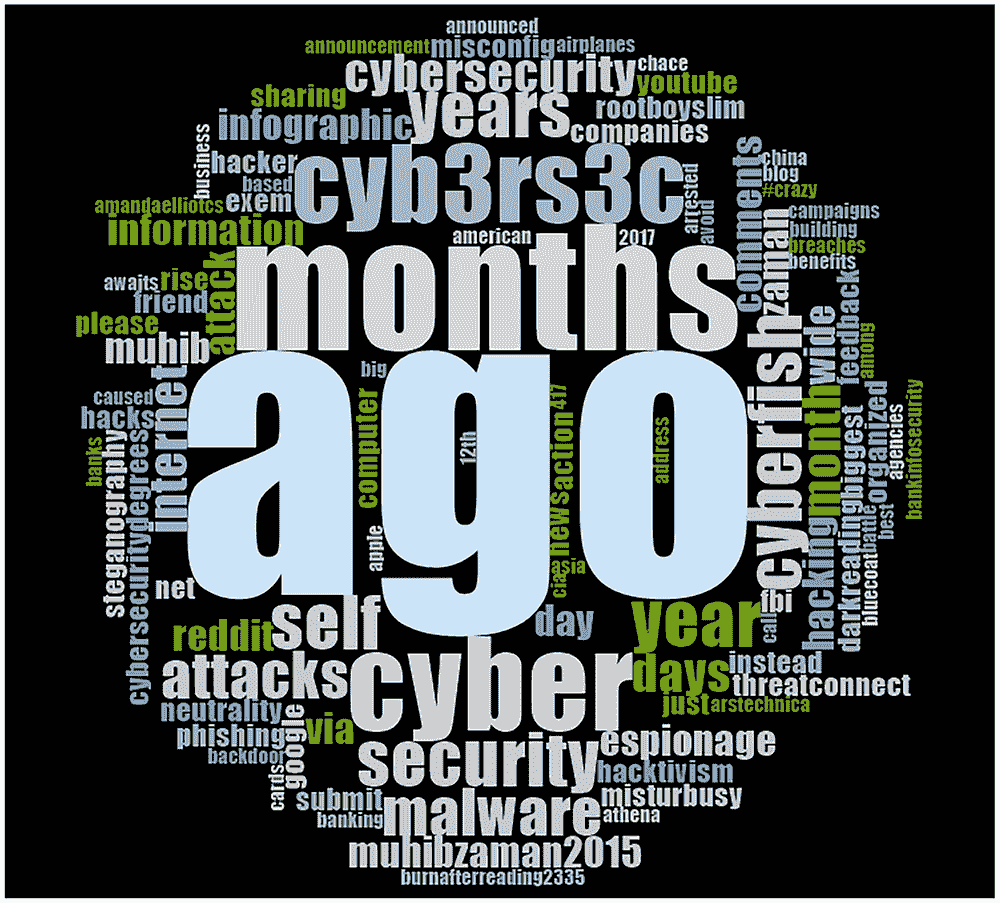 announced
announcement
misconfig
airplanes
cybersecurity
chace
youtube
sharing
years
rootboyslim
infographic
companies
business
hacker
cyb3rs3c
comments
china
blog
based
exem
arrested
avoid
#crazy
amandaelliotcs
information
american
2017
zaman
campaigns
building
breaches
benefits
months
awaits
rise
attack
friend
feedback
please
muhib
cyberfish
wide
among
ago
big
internet
caused
hacks
computer
12th
417
action
news
address
month
biggest
organized
agencies
bankinfosecurity
banks
steganography
degrees
cybersecurity
apple
asia
cia
hacking
darkreading
battle
bluecoat
best
net
self
day
year
fbi
call
reddit
attacks
cyber
days
instead
threatconnect
neutrality
just
arstechnica
phishing
via
google
backdoor
security
espionage
hacktivism
cards
submit
malware
misturbusy
banking
athena
muhibzaman2015
burnafterreading2335